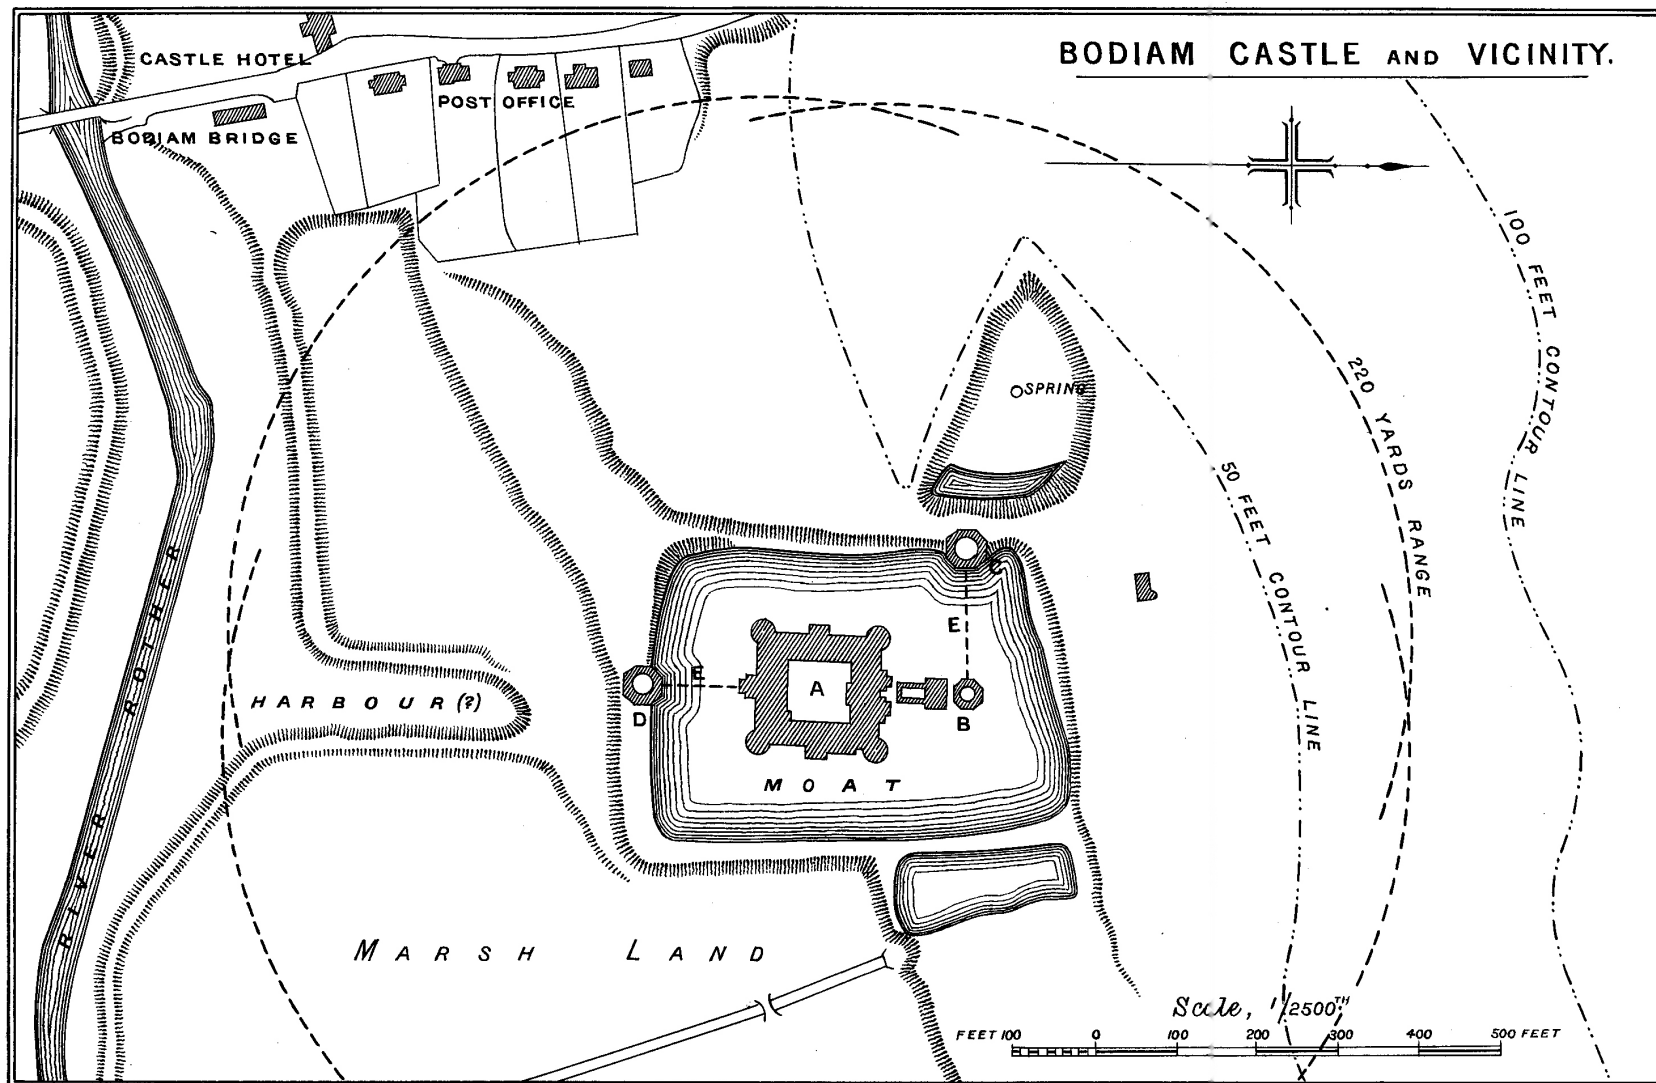 BODIAM CASTLE AND VICINITY.
CASTLE HOTEL
POST OFFICE
BODIAM BRIDGE
100 FEET CONTOUR LINE
220 YARDS RANGE
SPRING
50 FEET CONTOUR LINE
RIVER ROTHER
C
E
E
HARBOUR (?)
A
D
B
MOAT
MARSH LAND
Scale, 1/2500TH
FEET 100 0 100 200 300 400 500 FEET